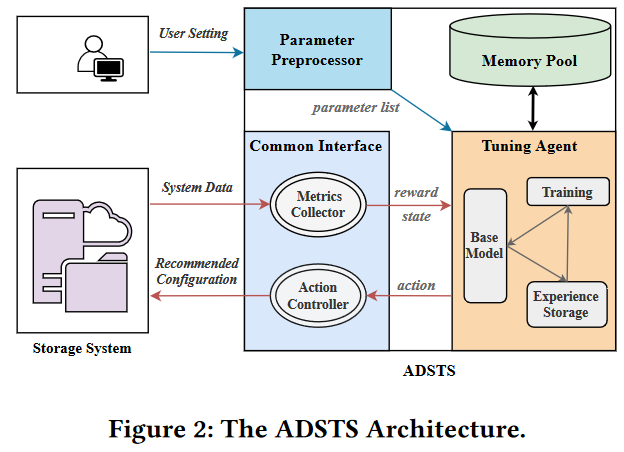 User Setting
Parameter
Preprocessor
Memory Pool
parameter list
Common Interface
Tuning Agent
System Data
Metrics
Collector
reward
state
Training
Base
Model
Recommended
Configuration
Action
Controller
action
Experience
Storage
Storage System
ADSTS
Figure 2: The ADSTS Architecture.